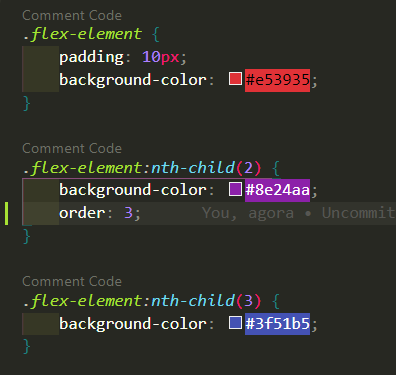 Comment Code
.flex-element {
padding: 10px;
background-color: #e53935;
}
Comment Code
.flex-element:nth-child(2) {
background-color: #8e24aa;
order: 3; You, agora • Uncommit
}
Comment Code
.flex-element:nth-child(3) {
background-color: #3f51b5;
}